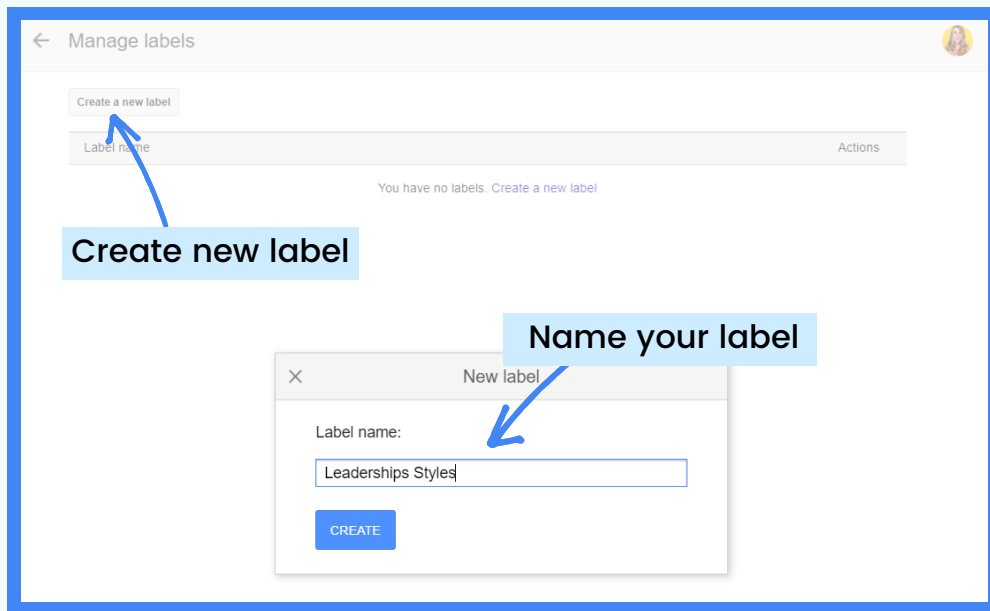 Manage labels
Create a new label
Label name
Actions
You have no labels. Create a new label
Create new label
Name your label
New label
Label name:
Leaderships Styles
CREATE